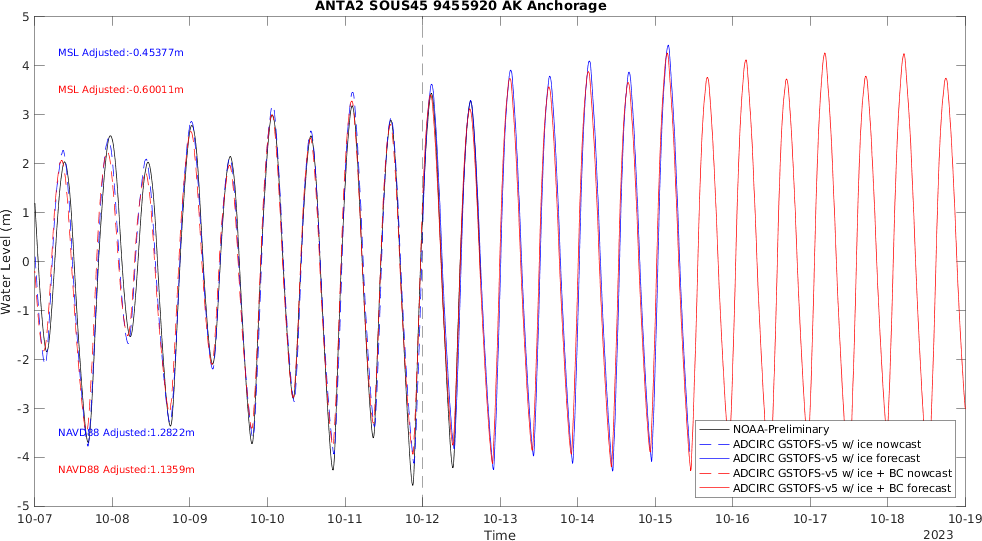 ANTA2 SOUS45 9455920 AK Anchorage
5
4
3
2
1
0
-1
-2
-3
-4
-5
Water Level (m)
MSL Adjusted:-0.45377m
MSL Adjusted:-0.60011m
NAVD88 Adjusted:1.2822m
NAVD88 Adjusted:1.1359m
NOAA-Preliminary
ADCIRC GSTOFS-v5 w/ ice nowcast
ADCIRC GSTOFS-v5 w/ ice forecast
ADCIRC GSTOFS-v5 w/ ice + BC nowcast
ADCIRC GSTOFS-v5 w/ ice + BC forecast
10-07 10-08 10-09 10-10 10-11 10-12 10-13 10-14 10-15 10-16 10-17 10-18 10-19
Time
2023